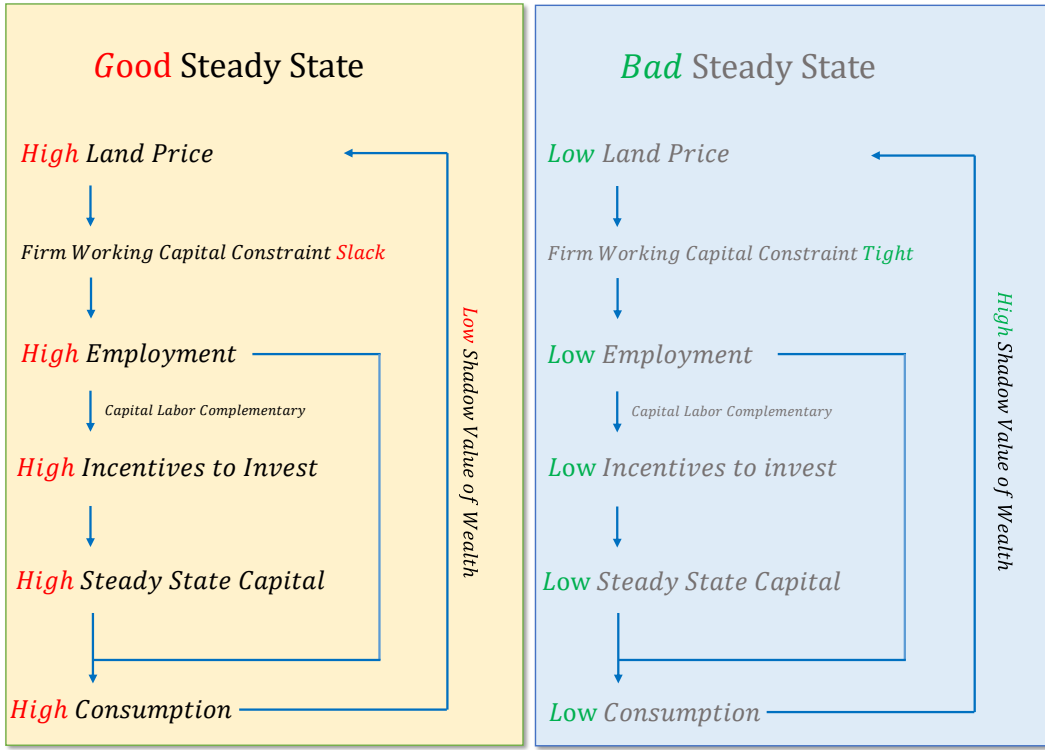 Good Steady State
High Land Price
Firm Working Capital Constraint Slack
High Employment
Capital Labor Complementary
High Incentives to Invest
High Steady State Capital
High Consumption
Low Shadow Value of Wealth
Bad Steady State
Low Land Price
Firm Working Capital Constraint Tight
Low Employment
Capital Labor Complementary
Low Incentives to invest
Low Steady State Capital
Low Consumption
High Shadow Value of Wealth